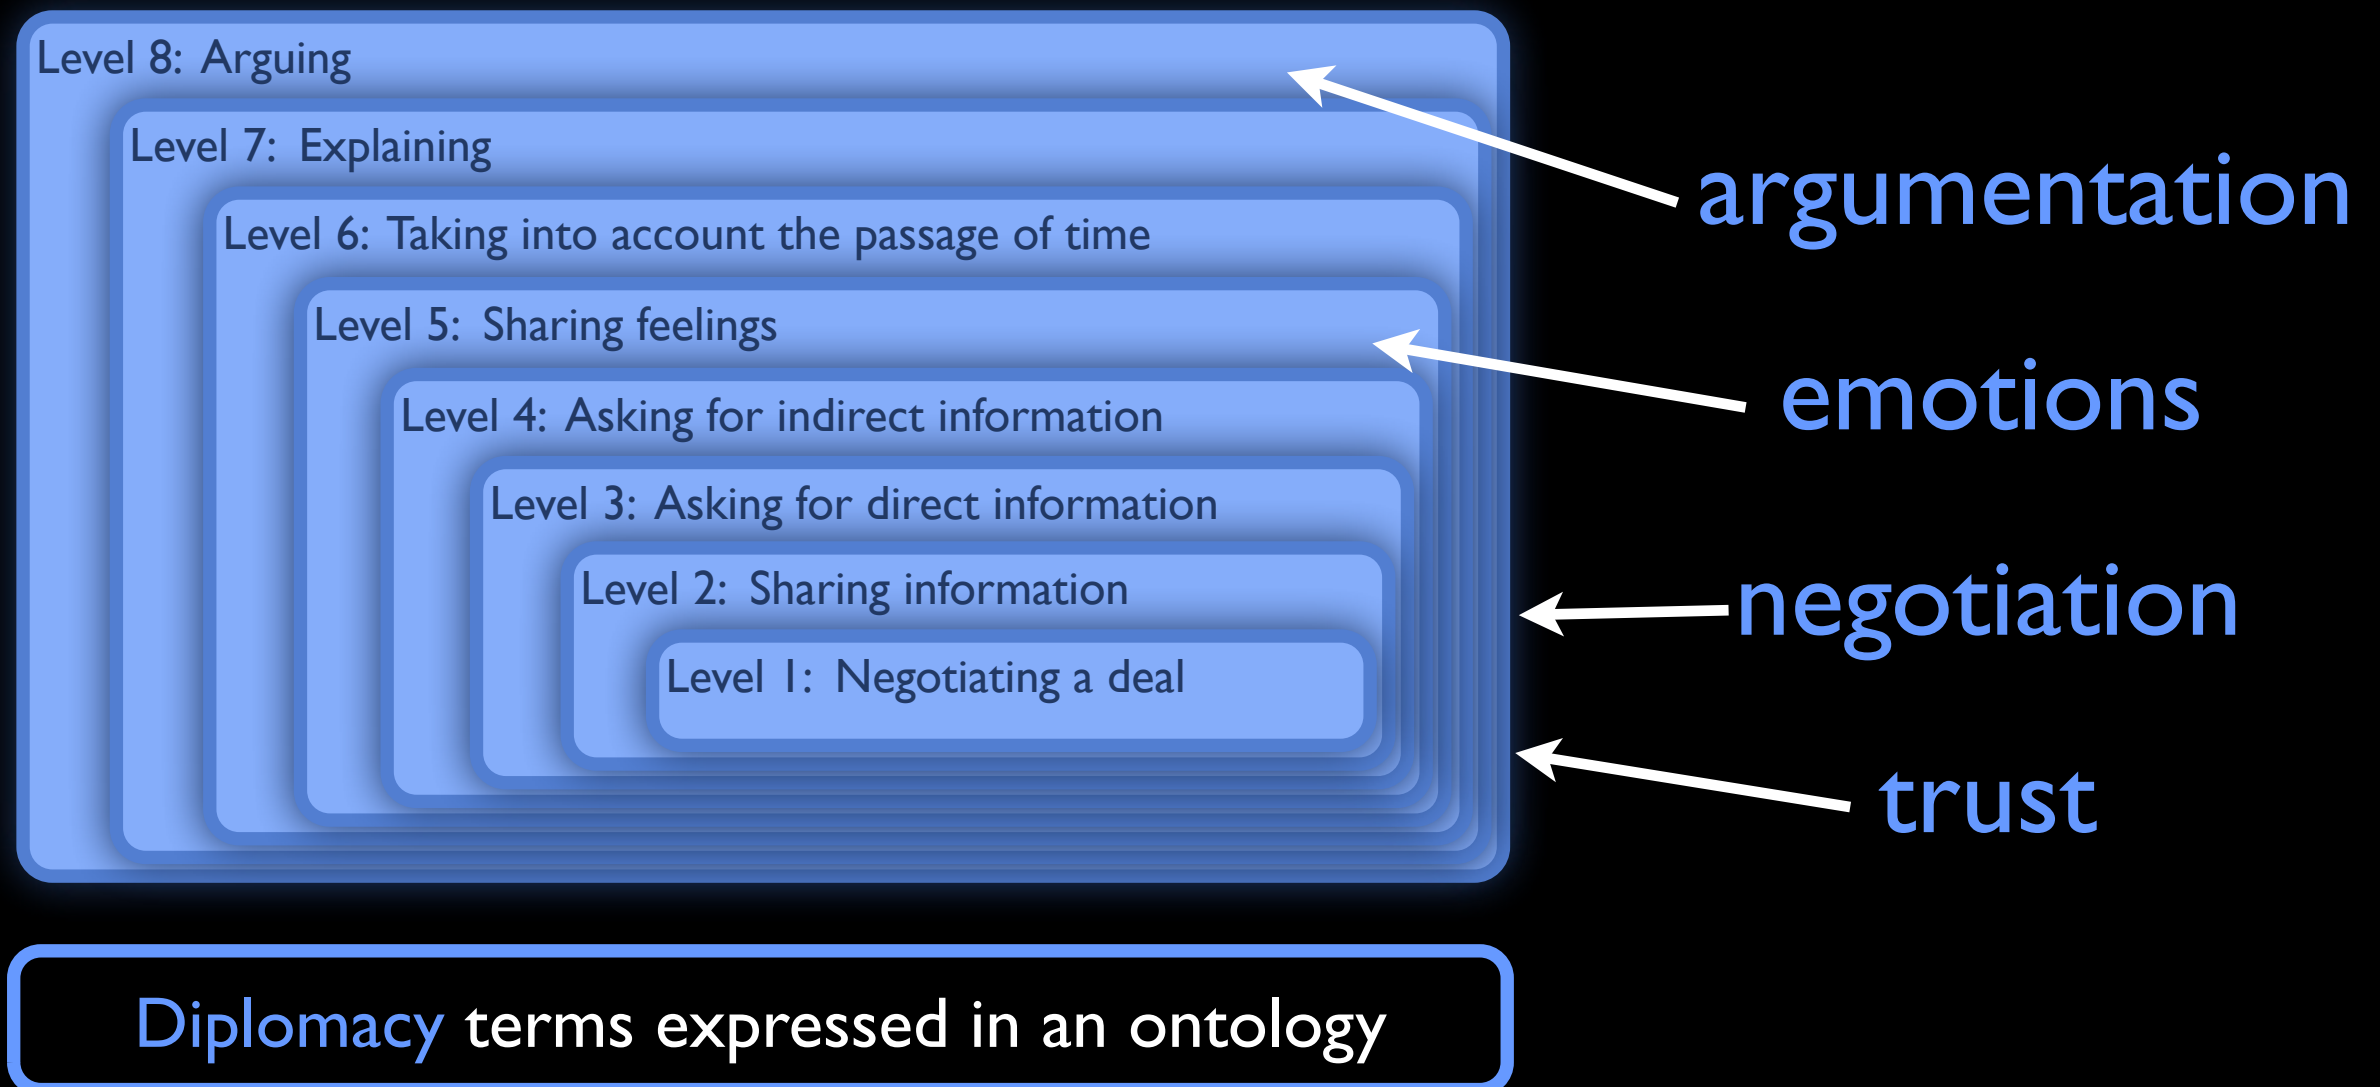 Level 8: Arguing
Level 7: Explaining
Level 6: Taking into account the passage of time
Level 5: Sharing feelings
Level 4: Asking for indirect information
Level 3: Asking for direct information
Level 2: Sharing information
Level 1: Negotiating a deal
argumentation
emotions
negotiation
trust
Diplomacy terms expressed in an ontology